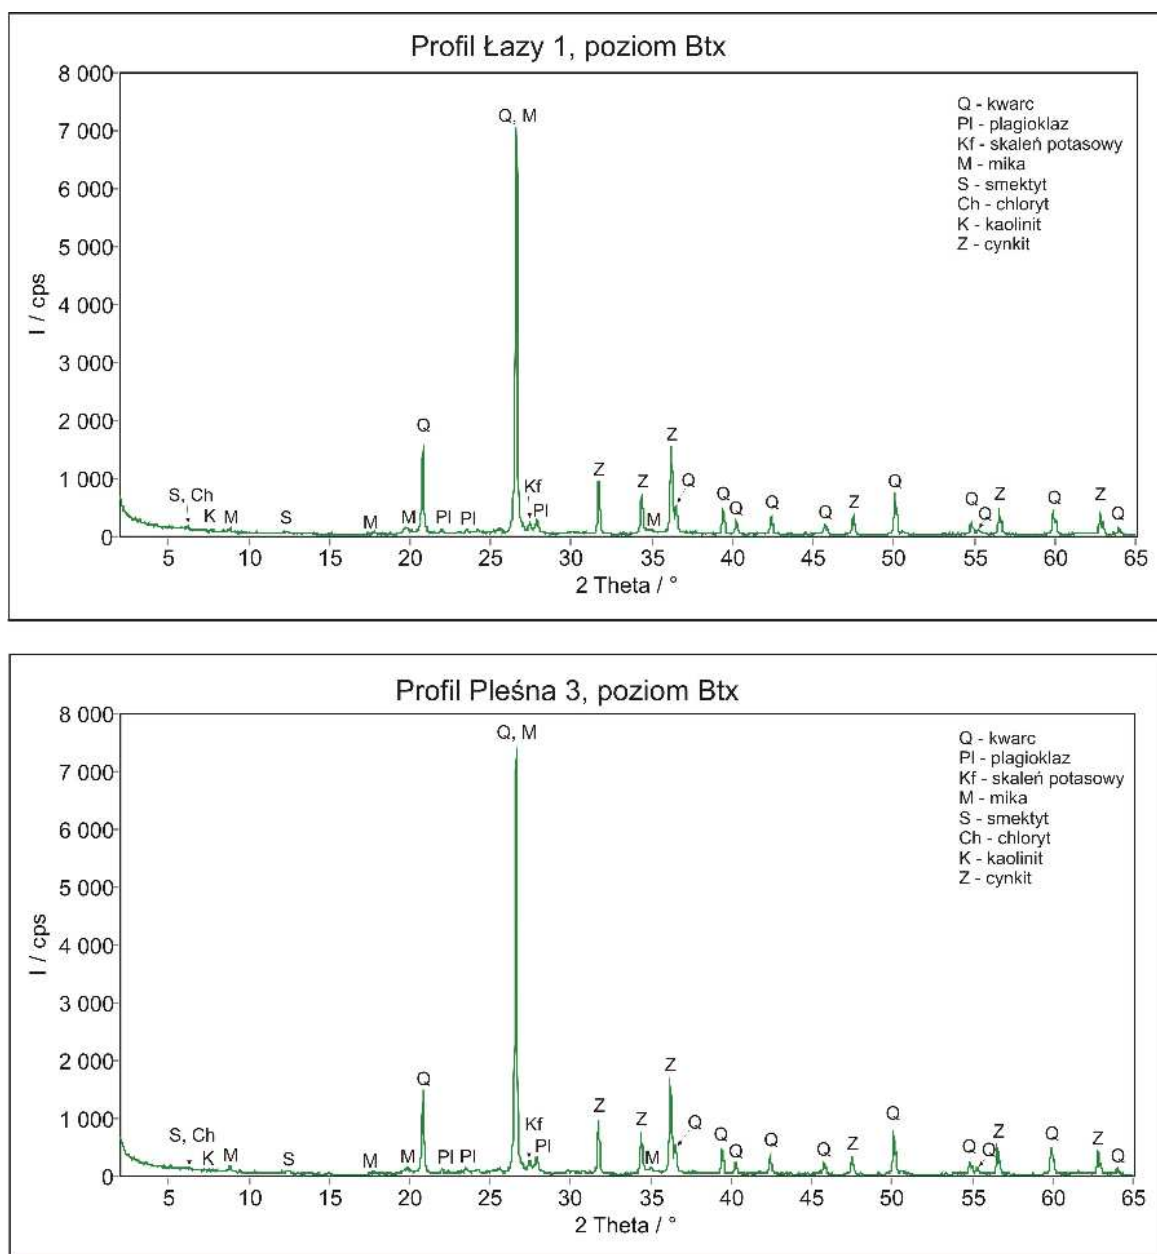 Profil Łazy 1, poziom Btx
8 000
7 000
6 000
5 000
4 000
3 000
2 000
1 000
0
I / cps
Q - kwarc
Pl - plagioklaz
Kf - skaleń potasowy
M - mika
S - smektyt
Ch - chloryt
K - kaolinit
Z - cynkit
Q, M
Q
S, Ch
K
M
S
M
M
Pl
Pl
Kf
Pl
Z
Z
M
Z
Q
Q
Q
Q
Q
Z
Q
Q
Q
Z
Q
Z
Q
5 10 15 20 25 30 35 40 45 50 55 60 65
2 Theta / °
Profil Pleśna 3, poziom Btx
8 000
7 000
6 000
5 000
4 000
3 000
2 000
1 000
0
I / cps
Q - kwarc
Pl - plagioklaz
Kf - skaleń potasowy
M - mika
S - smektyt
Ch - chloryt
K - kaolinit
Z - cynkit
Q, M
Q
S, Ch
K
M
S
M
M
Pl
Pl
Kf
Pl
Z
Z
M
Z
Q
Q
Q
Q
Q
Z
Q
Q
Q
Z
Q
Z
Q
5 10 15 20 25 30 35 40 45 50 55 60 65
2 Theta / °